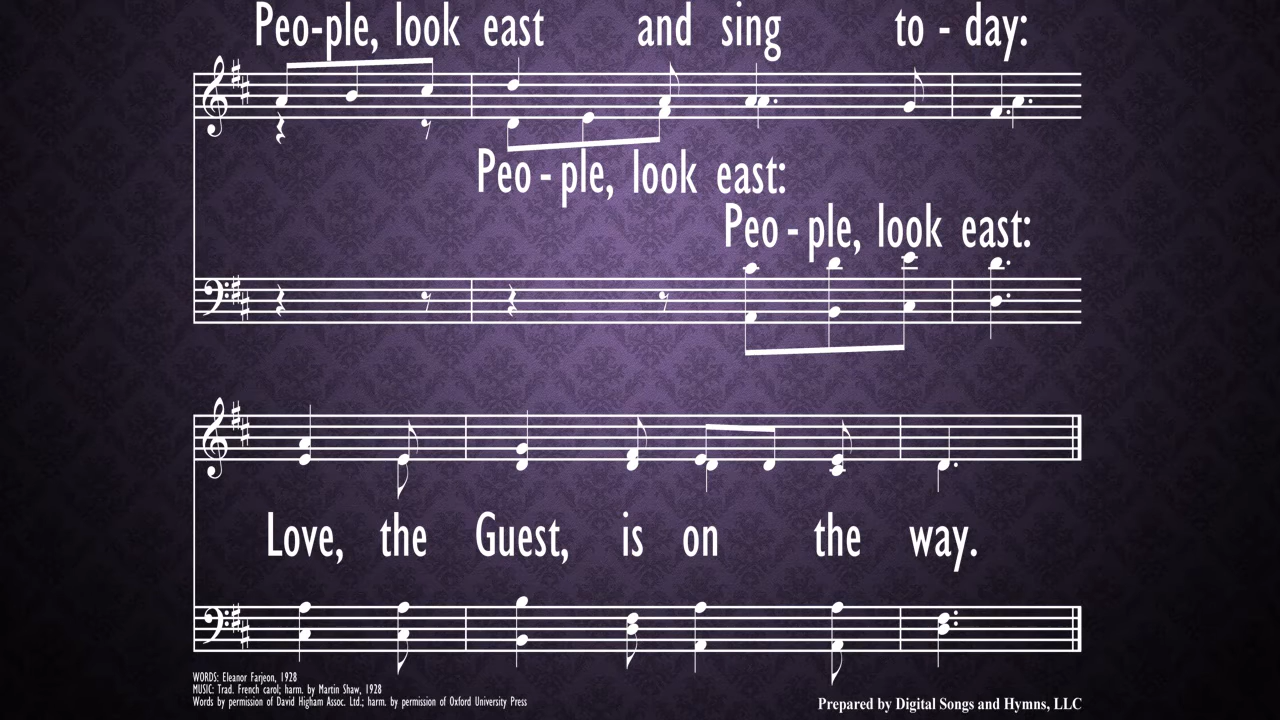 Peo-ple, look east and sing to - day:
Peo - ple, look east:
Peo - ple, look east:
Love, the Guest, is on the way.
WORDS: Eleanor Farjeon, 1928
MUSIC: Trad. French carol; harm. by Martin Shaw, 1928
Words by permission of David Higham Assoc. Ltd.; harm. by permission of Oxford University Press
Prepared by Digital Songs and Hymns, LLC